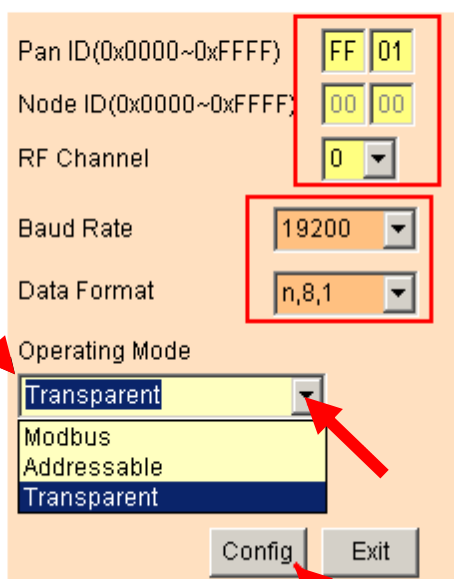 Pan ID(0x0000~0xFFFF) FF 01
Node ID(0x0000~0xFFFF) 00 00
RF Channel 0
Baud Rate 19200
Data Format n,8,1
Operating Mode
Transparent
Modbus
Addressable
Transparent
Config Exit